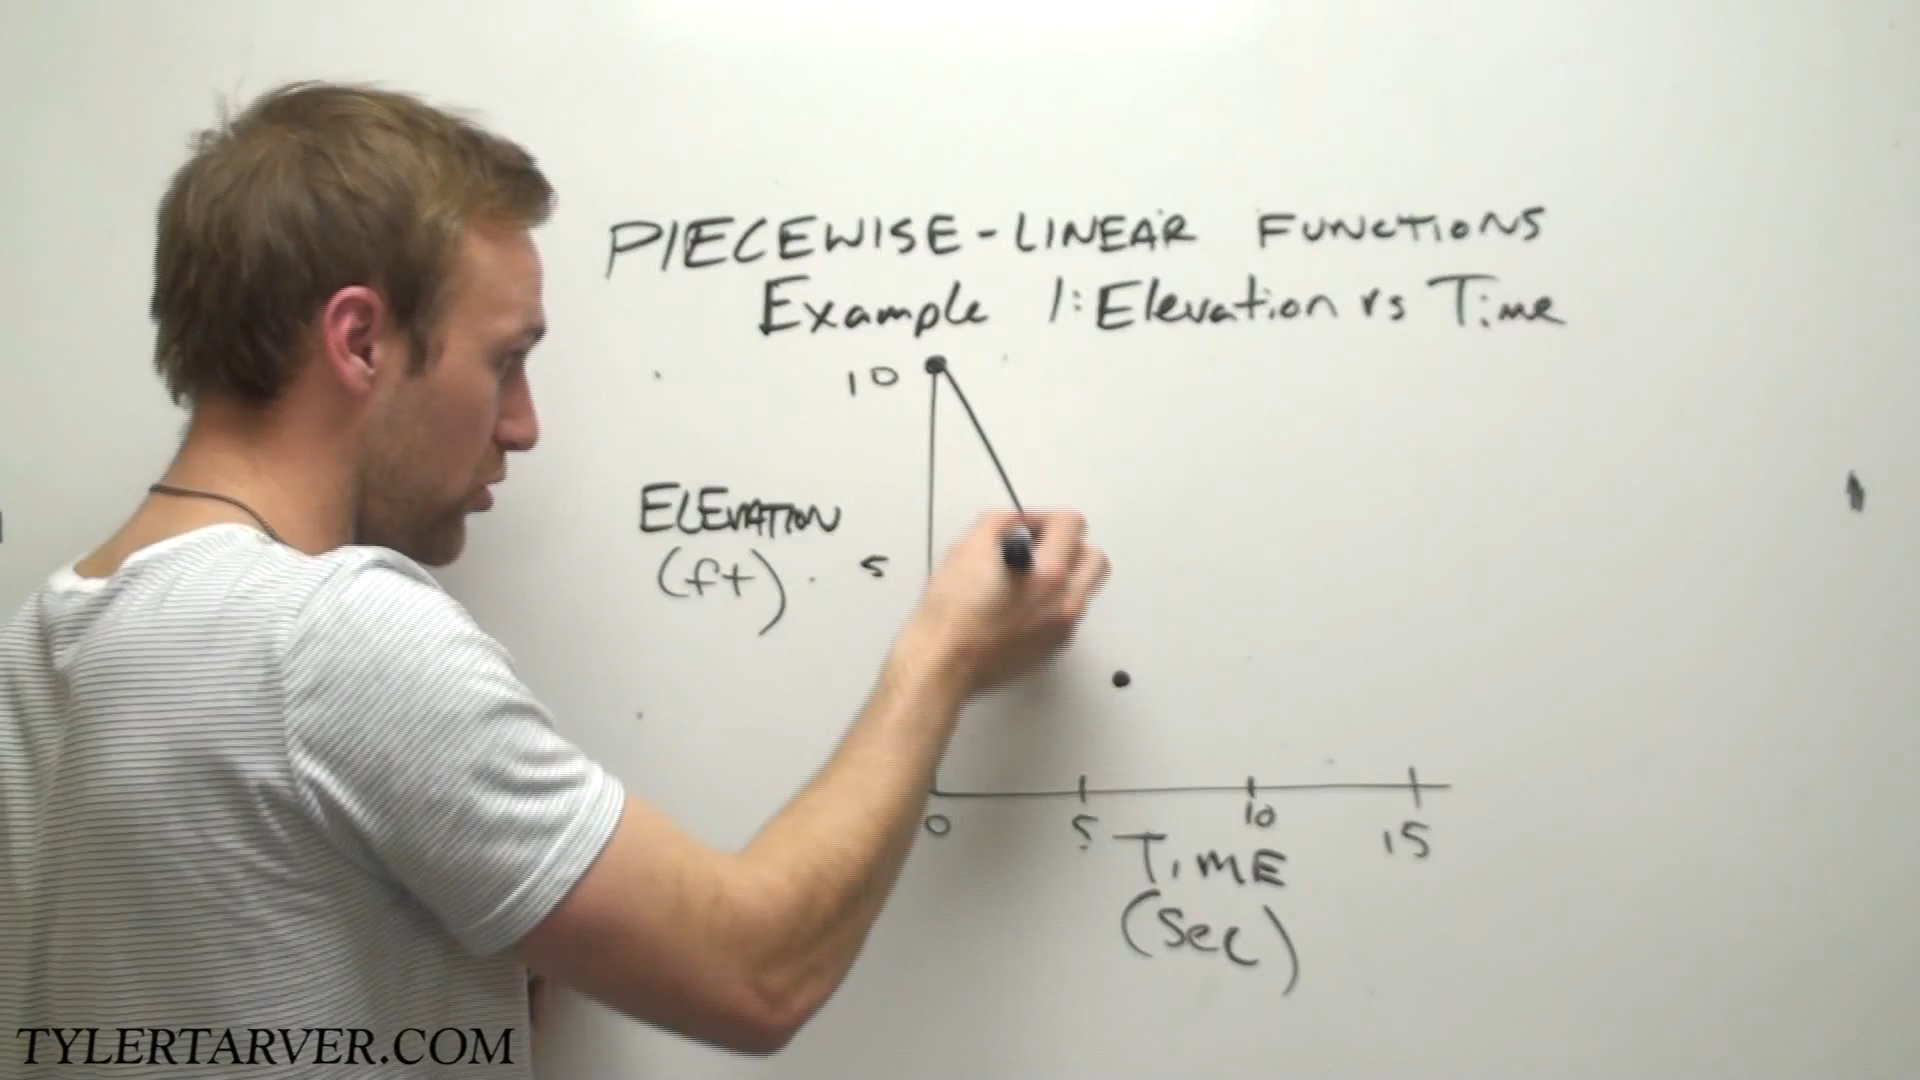 PIECEWISE-LINEAR FUNCTIONS
Example 1: Elevation vs Time
10
ELEVATION
(ft)
5
0 5 10 15
TIME
(sec)
TYLERTARVER.COM